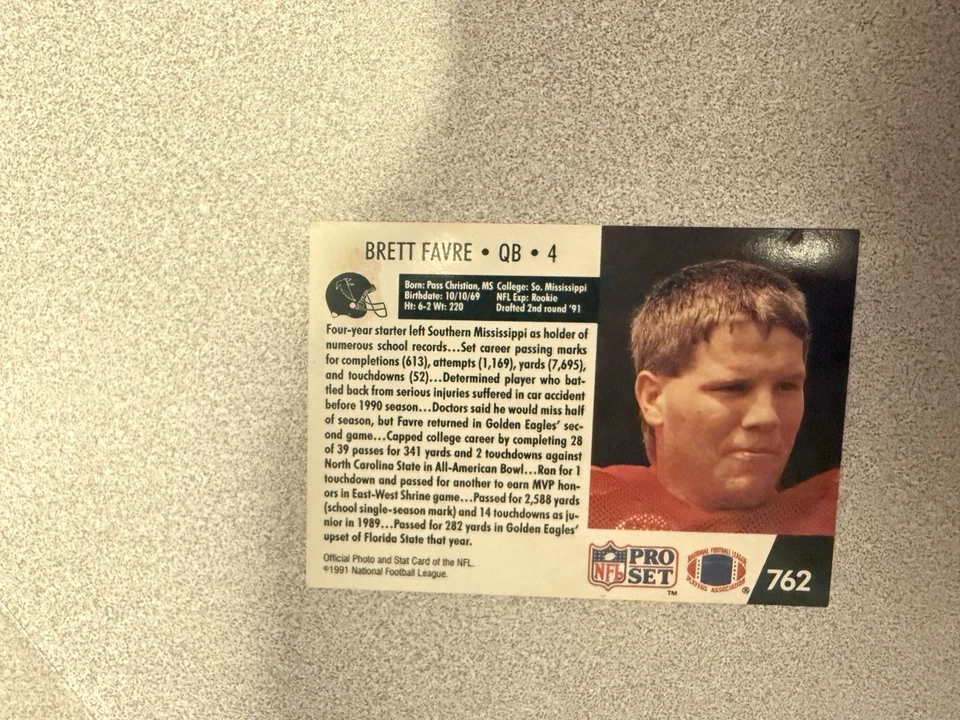 BRETT FAVRE • QB • 4
Born: Pass Christian, MS College: So. Mississippi
Birthdate: 10/10/69 NFL Exp: Rookie
Ht: 6-2 Wt: 220 Drafted 2nd round '91
Four-year starter left Southern Mississippi as holder of
numerous school records...Set career passing marks
for completions (613), attempts (1,169), yards (7,695),
and touchdowns (52)...Determined player who bat-
tled back from serious injuries suffered in car accident
before 1990 season...Doctors said he would miss half
of season, but Favre returned in Golden Eagles' sec-
ond game...Capped college career by completing 28
of 39 passes for 341 yards and 2 touchdowns against
North Carolina State in All-American Bowl...Ran for 1
touchdown and passed for another to earn MVP hon-
ors in East-West Shrine game...Passed for 2,588 yards
(school single-season mark) and 14 touchdowns as ju-
nior in 1989...Passed for 282 yards in Golden Eagles'
upset of Florida State that year.
Official Photo and Stat Card of the NFL.
©1991 National Football League.
NFL PRO SET ™
NATIONAL FOOTBALL LEAGUE PLAYERS ASSOCIATION ®
762